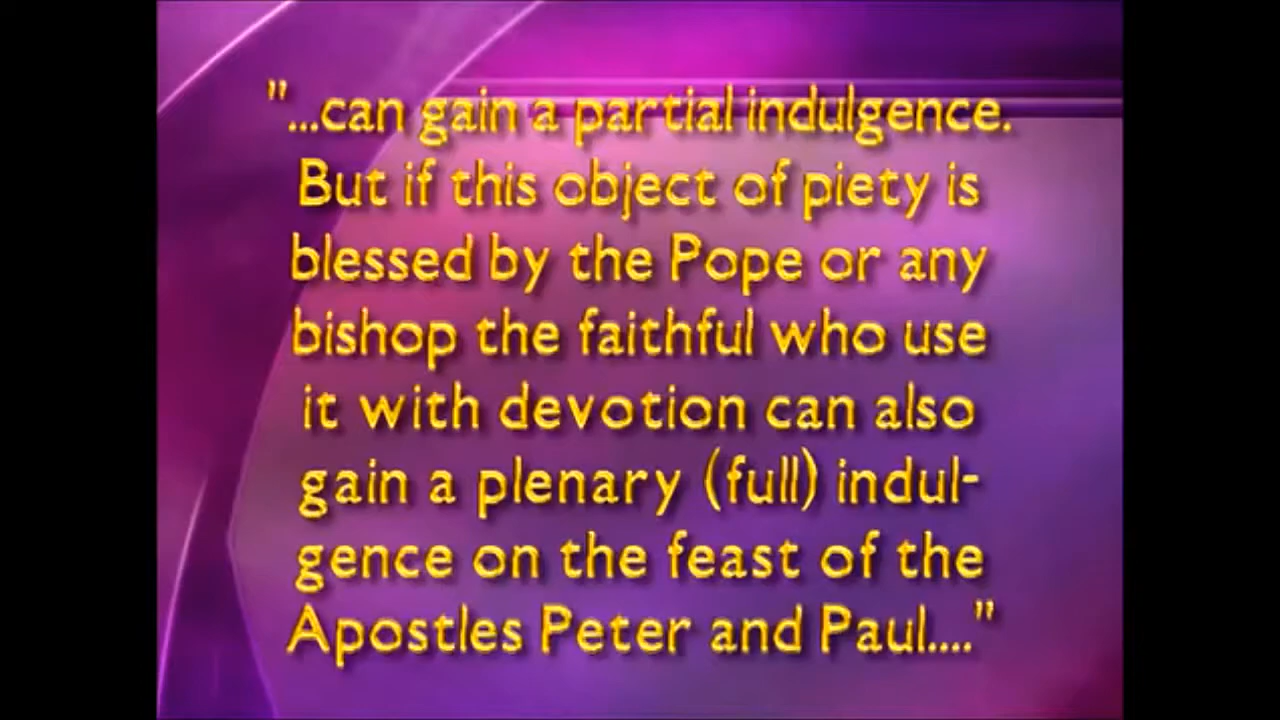 "...can gain a partial indulgence.
But if this object of piety is
blessed by the Pope or any
bishop the faithful who use
it with devotion can also
gain a plenary (full) indul-
gence on the feast of the
Apostles Peter and Paul...."